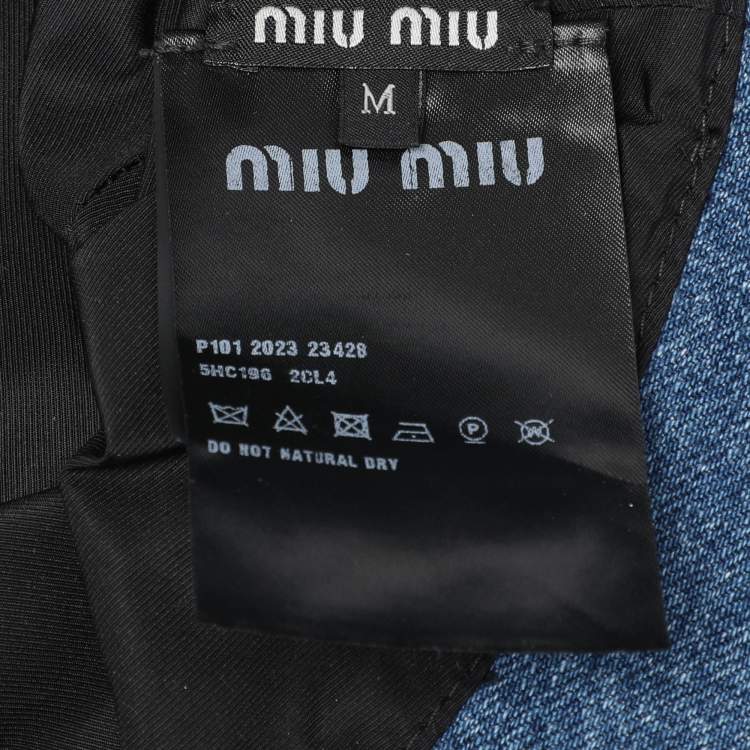 MIU MIU
M
MIU MIU
P101 2023 23428
5HC196 2CL4
P W
DO NOT NATURAL DRY